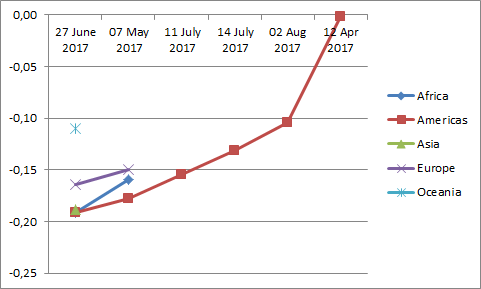 0,00
27 June 07 May 11 July 14 July 02 Aug 12 Apr
2017 2017 2017 2017 2017 2017
-0,05
-0,10
-0,15
-0,20
-0,25
Africa
Americas
Asia
Europe
Oceania